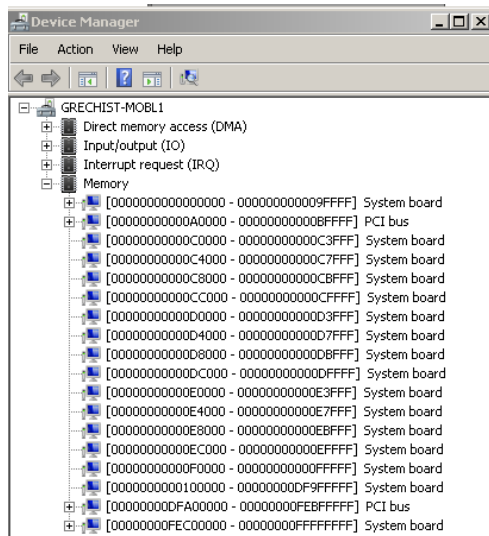 Device Manager
File Action View Help
GRECHIST-MOBL1
Direct memory access (DMA)
Input/output (IO)
Interrupt request (IRQ)
Memory
[0000000000000000 - 000000000009FFFF] System board
[00000000000A0000 - 00000000000BFFFF] PCI bus
[00000000000C0000 - 00000000000C3FFF] System board
[00000000000C4000 - 00000000000C7FFF] System board
[00000000000C8000 - 00000000000CBFFF] System board
[00000000000CC000 - 00000000000CFFFF] System board
[00000000000D0000 - 00000000000D3FFF] System board
[00000000000D4000 - 00000000000D7FFF] System board
[00000000000D8000 - 00000000000DBFFF] System board
[00000000000DC000 - 00000000000DFFFF] System board
[00000000000E0000 - 00000000000E3FFF] System board
[00000000000E4000 - 00000000000E7FFF] System board
[00000000000E8000 - 00000000000EBFFF] System board
[00000000000EC000 - 00000000000EFFFF] System board
[00000000000F0000 - 00000000000FFFFF] System board
[0000000000100000 - 00000000DF9FFFFF] System board
[00000000DFA00000 - 00000000FEBFFFFF] PCI bus
[00000000FEC00000 - 00000000FFFFFFFF] System board